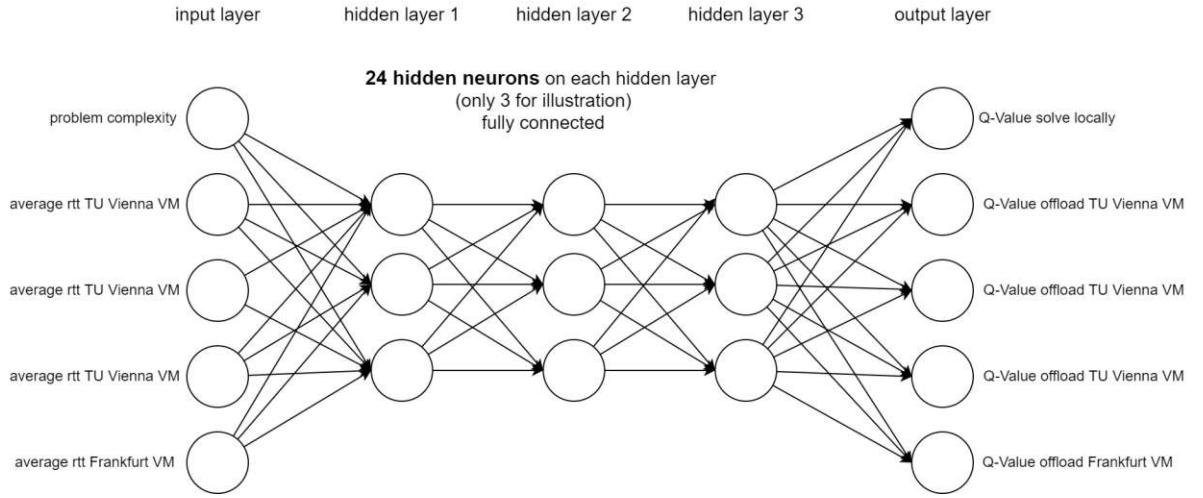 input layer
hidden layer 1
hidden layer 2
hidden layer 3
output layer
24 hidden neurons on each hidden layer
(only 3 for illustration)
fully connected
problem complexity
average rtt TU Vienna VM
average rtt TU Vienna VM
average rtt TU Vienna VM
average rtt Frankfurt VM
Q-Value solve locally
Q-Value offload TU Vienna VM
Q-Value offload TU Vienna VM
Q-Value offload TU Vienna VM
Q-Value offload Frankfurt VM